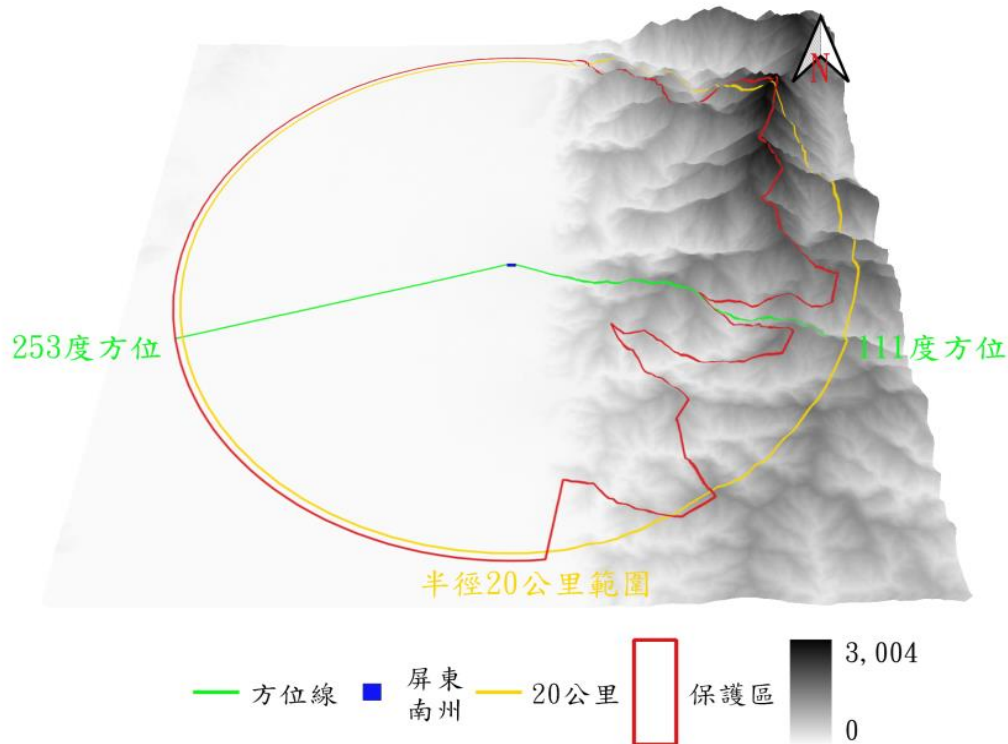 N
253度方位
111度方位
半徑20公里範圍
方位線
屏東
南州
20公里
保護區
3,004
0